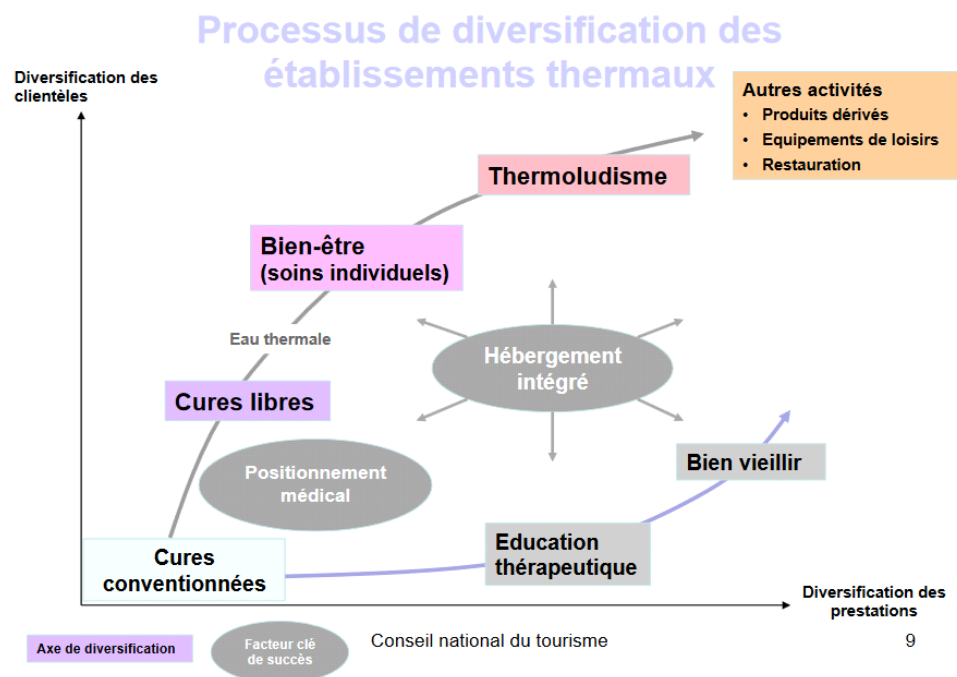 Processus de diversification des
établissements thermaux
Diversification des
clientèles
Autres activités
• Produits dérivés
• Equipements de loisirs
• Restauration
Thermoludisme
Bien-être
(soins individuels)
Eau thermale
Hébergement
intégré
Cures libres
Positionnement
médical
Bien vieillir
Education
thérapeutique
Cures
conventionnées
Diversification des
prestations
Axe de diversification
Facteur clé
de succès
Conseil national du tourisme
9